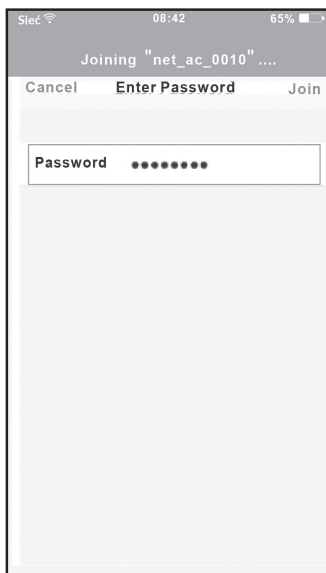 Sieć 08:42 65%
Joining "net_ac_0010"....
Cancel Enter Password Join
Password ●●●●●●●●